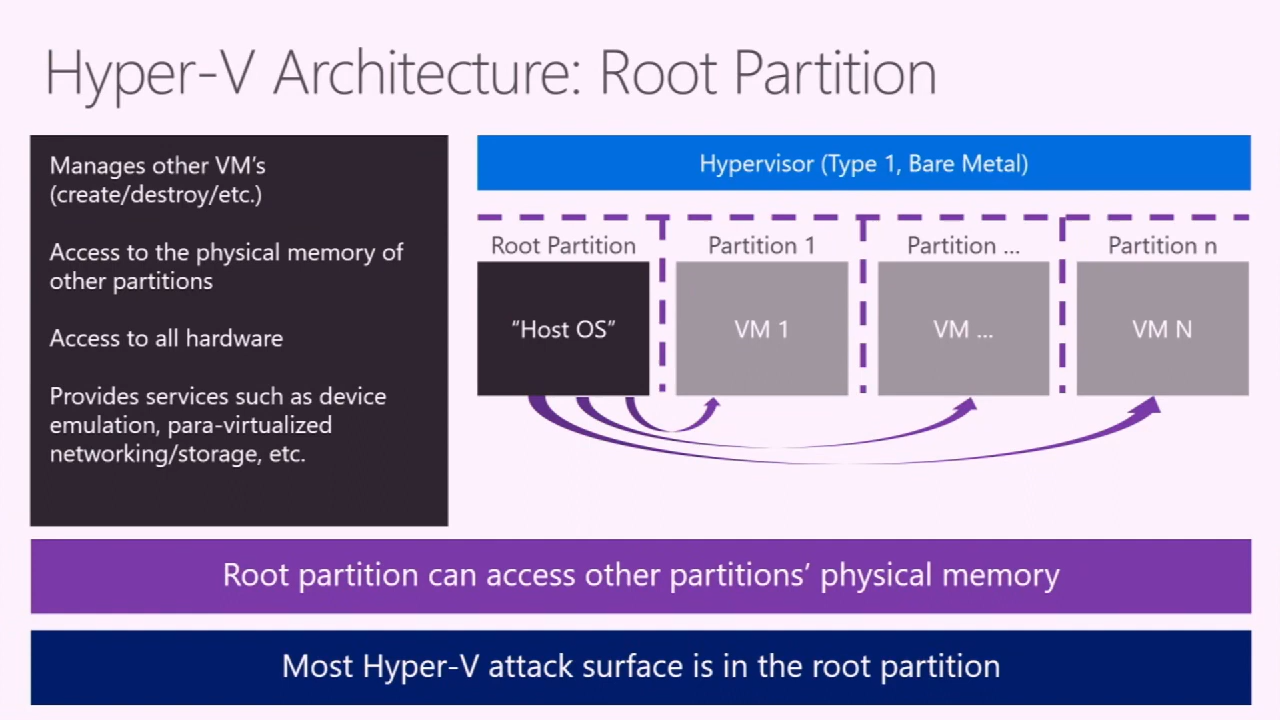 Hyper-V Architecture: Root Partition
Manages other VM's
(create/destroy/etc.)
Access to the physical memory of
other partitions
Access to all hardware
Provides services such as device
emulation, para-virtualized
networking/storage, etc.
Hypervisor (Type 1, Bare Metal)
Root Partition
Partition 1
Partition ...
Partition n
“Host OS”
VM 1
VM ...
VM N
Root partition can access other partitions’ physical memory
Most Hyper-V attack surface is in the root partition